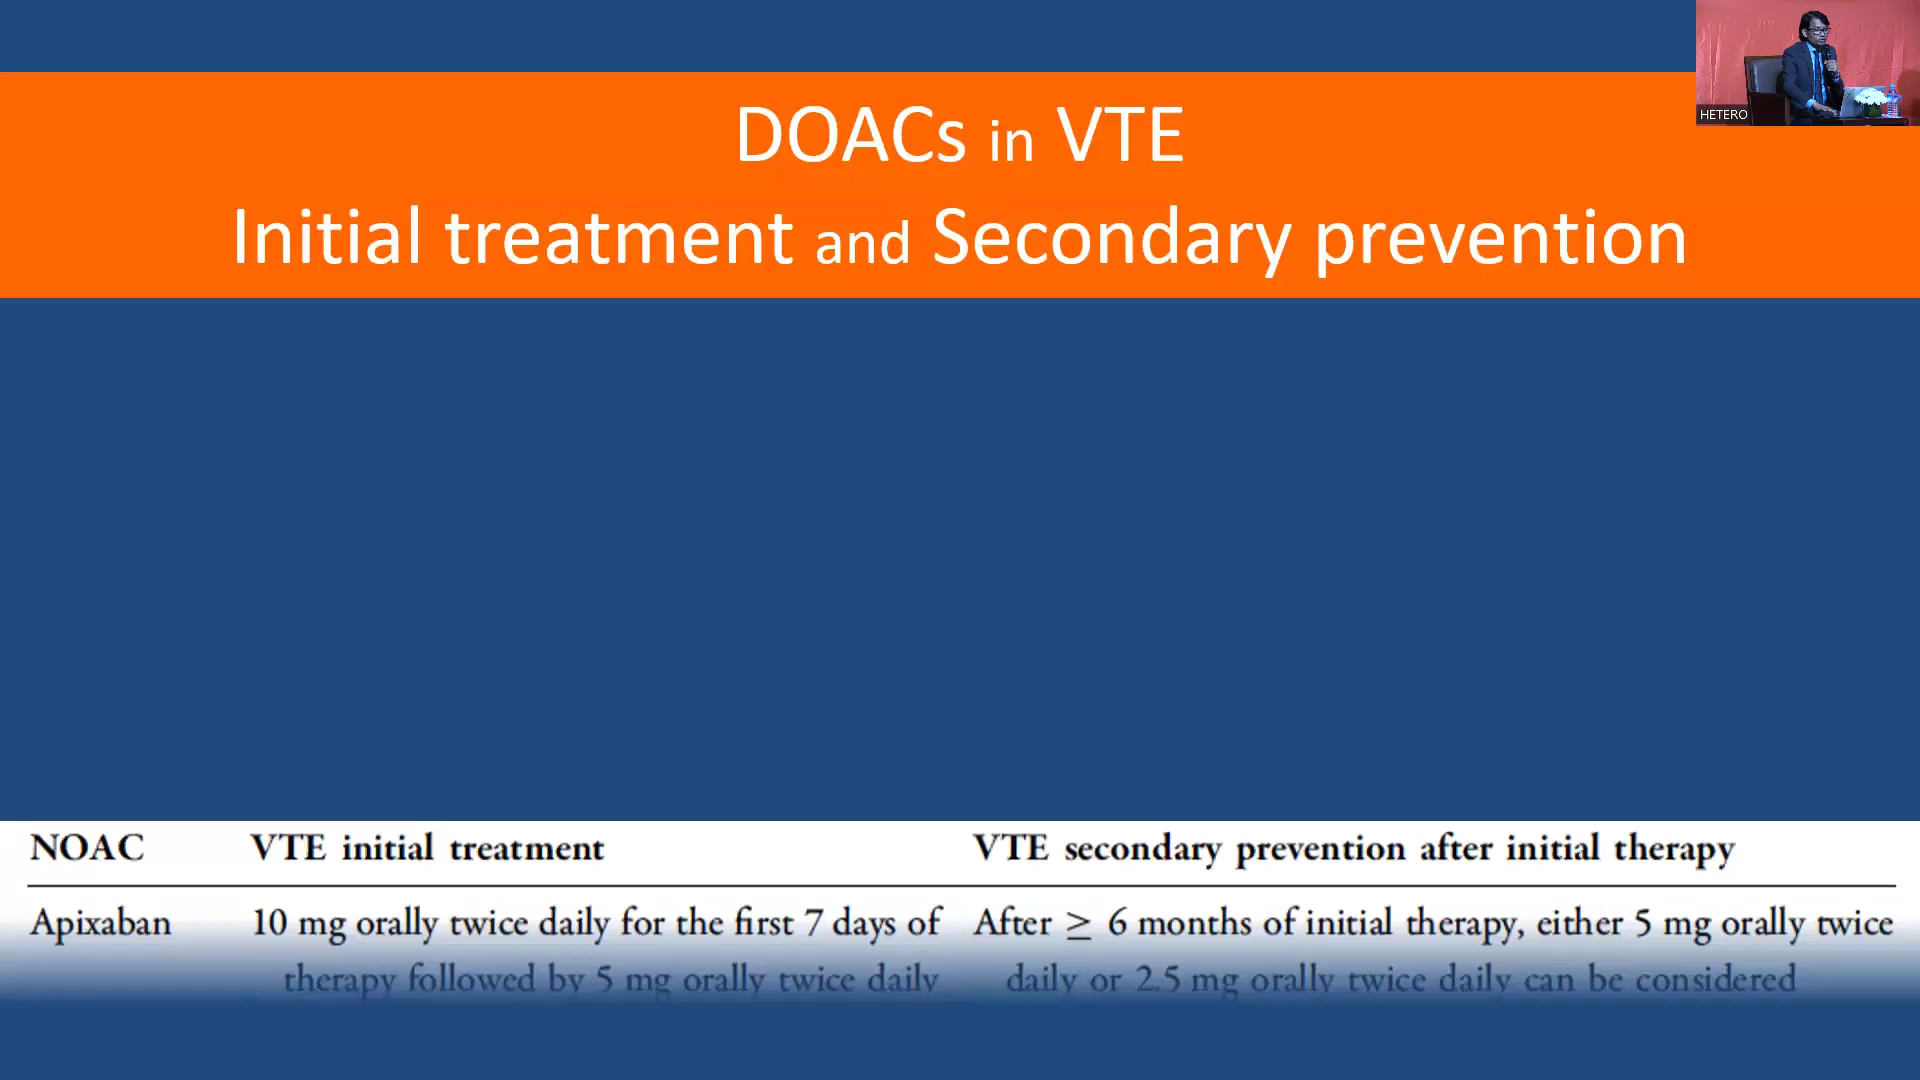 DOACs in VTE
Initial treatment and Secondary prevention
HETERO
NOAC VTE initial treatment VTE secondary prevention after initial therapy
Apixaban 10 mg orally twice daily for the first 7 days of After ≥ 6 months of initial therapy, either 5 mg orally twice
therapy followed by 5 mg orally twice daily daily or 2.5 mg orally twice daily can be considered